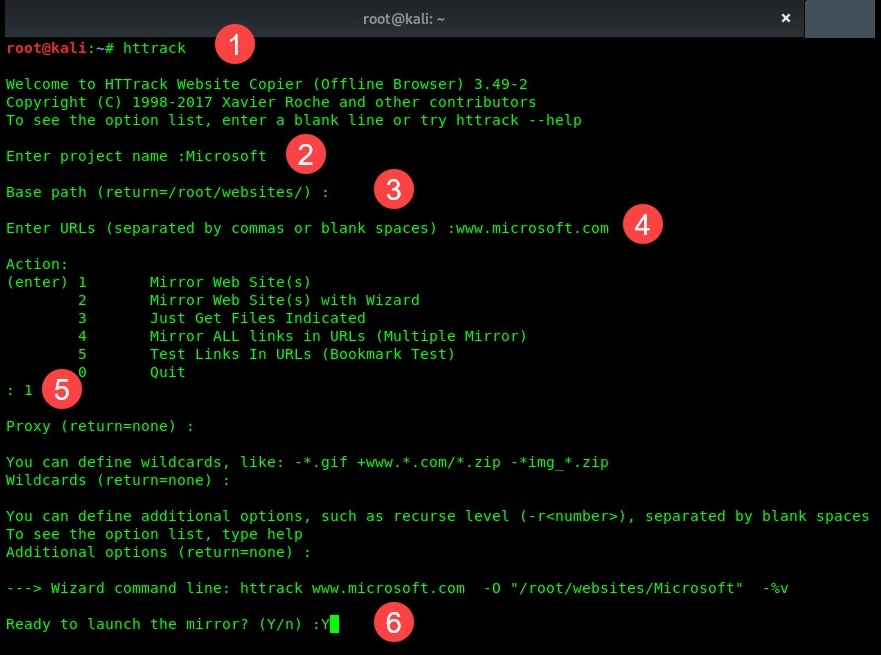 root@kali: ~ ×
root@kali:~# httrack 1
Welcome to HTTrack Website Copier (Offline Browser) 3.49-2
Copyright (C) 1998-2017 Xavier Roche and other contributors
To see the option list, enter a blank line or try httrack --help
Enter project name :Microsoft 2
Base path (return=/root/websites/) : 3
Enter URLs (separated by commas or blank spaces) :www.microsoft.com 4
Action:
(enter) 1 Mirror Web Site(s)
2 Mirror Web Site(s) with Wizard
3 Just Get Files Indicated
4 Mirror ALL links in URLs (Multiple Mirror)
5 Test Links In URLs (Bookmark Test)
0 Quit
: 1 5
Proxy (return=none) :
You can define wildcards, like: -*.gif +www.*.com/*.zip -*img_*.zip
Wildcards (return=none) :
You can define additional options, such as recurse level (-r<number>), separated by blank spaces
To see the option list, type help
Additional options (return=none) :
---> Wizard command line: httrack www.microsoft.com  -O "/root/websites/Microsoft"  -%v
Ready to launch the mirror? (Y/n) :Y 6